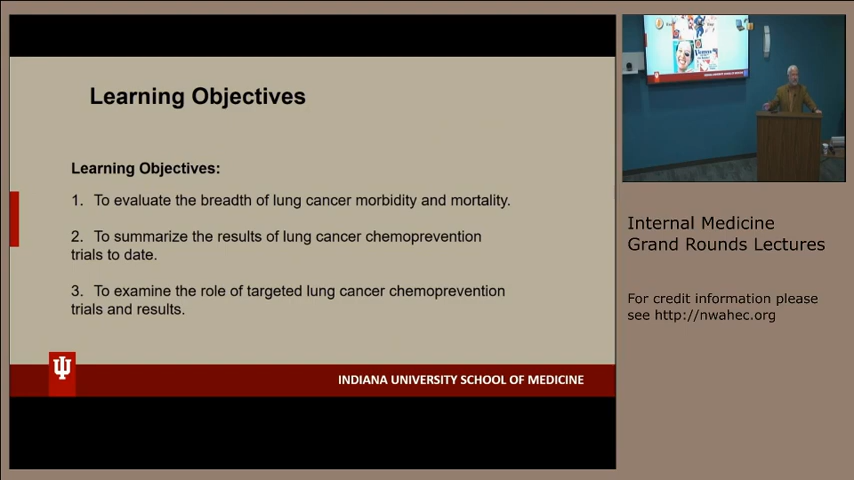 Learning Objectives
Learning Objectives:
1. To evaluate the breadth of lung cancer morbidity and mortality.
2. To summarize the results of lung cancer chemoprevention
trials to date.
3. To examine the role of targeted lung cancer chemoprevention
trials and results.
INDIANA UNIVERSITY SCHOOL OF MEDICINE
Internal Medicine
Grand Rounds Lectures
For credit information please
see http://nwahec.org